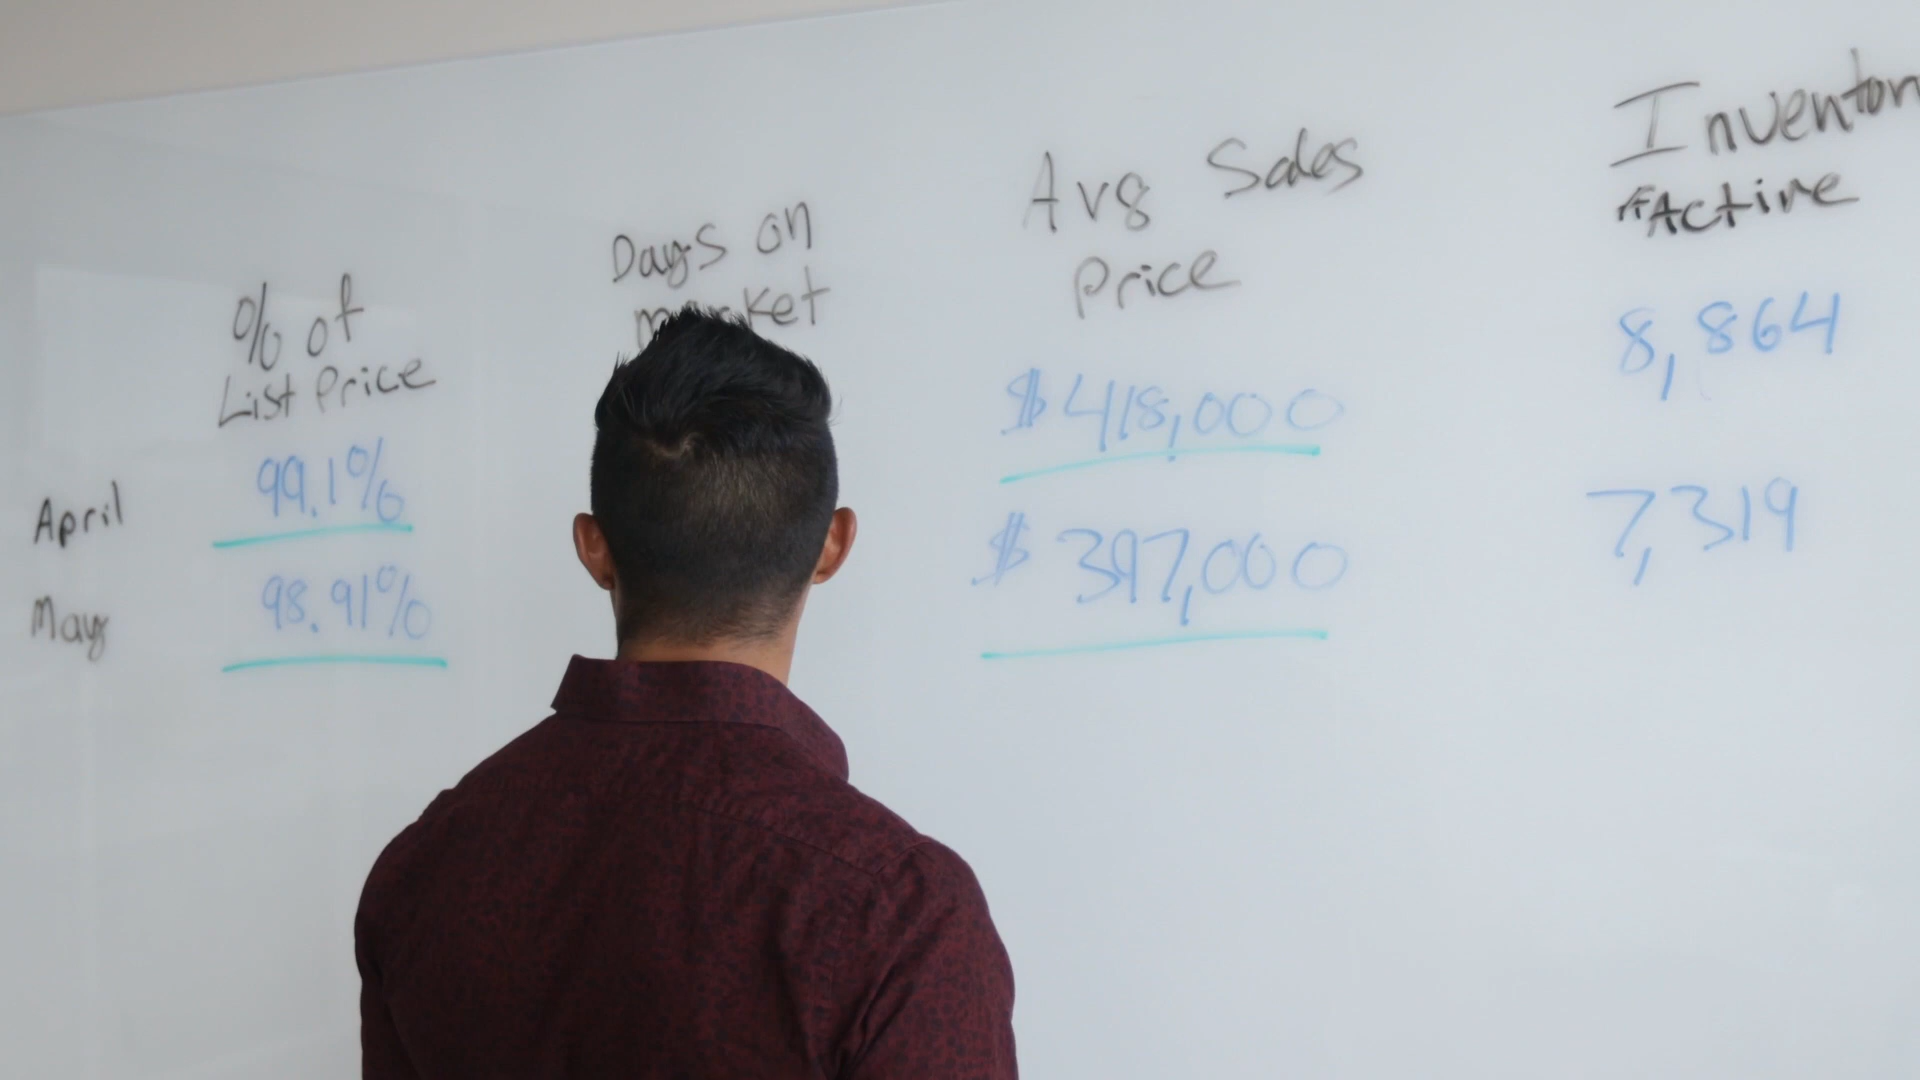 % of
List Price
Days on
market
Avg Sales
Price
Inventor
#Active
April
99.1%
$418,000
8,864
May
98.91%
$397,000
7,319